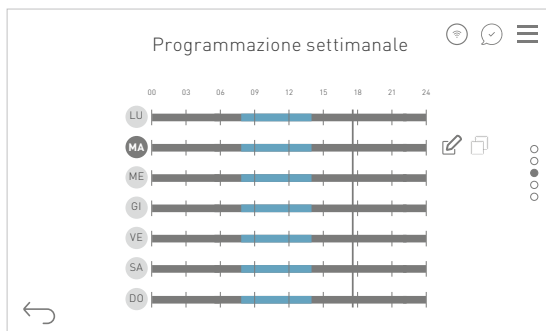 Programmazione settimanale
00 03 06 09 12 15 18 21 24
LU
MA
ME
GI
VE
SA
DO